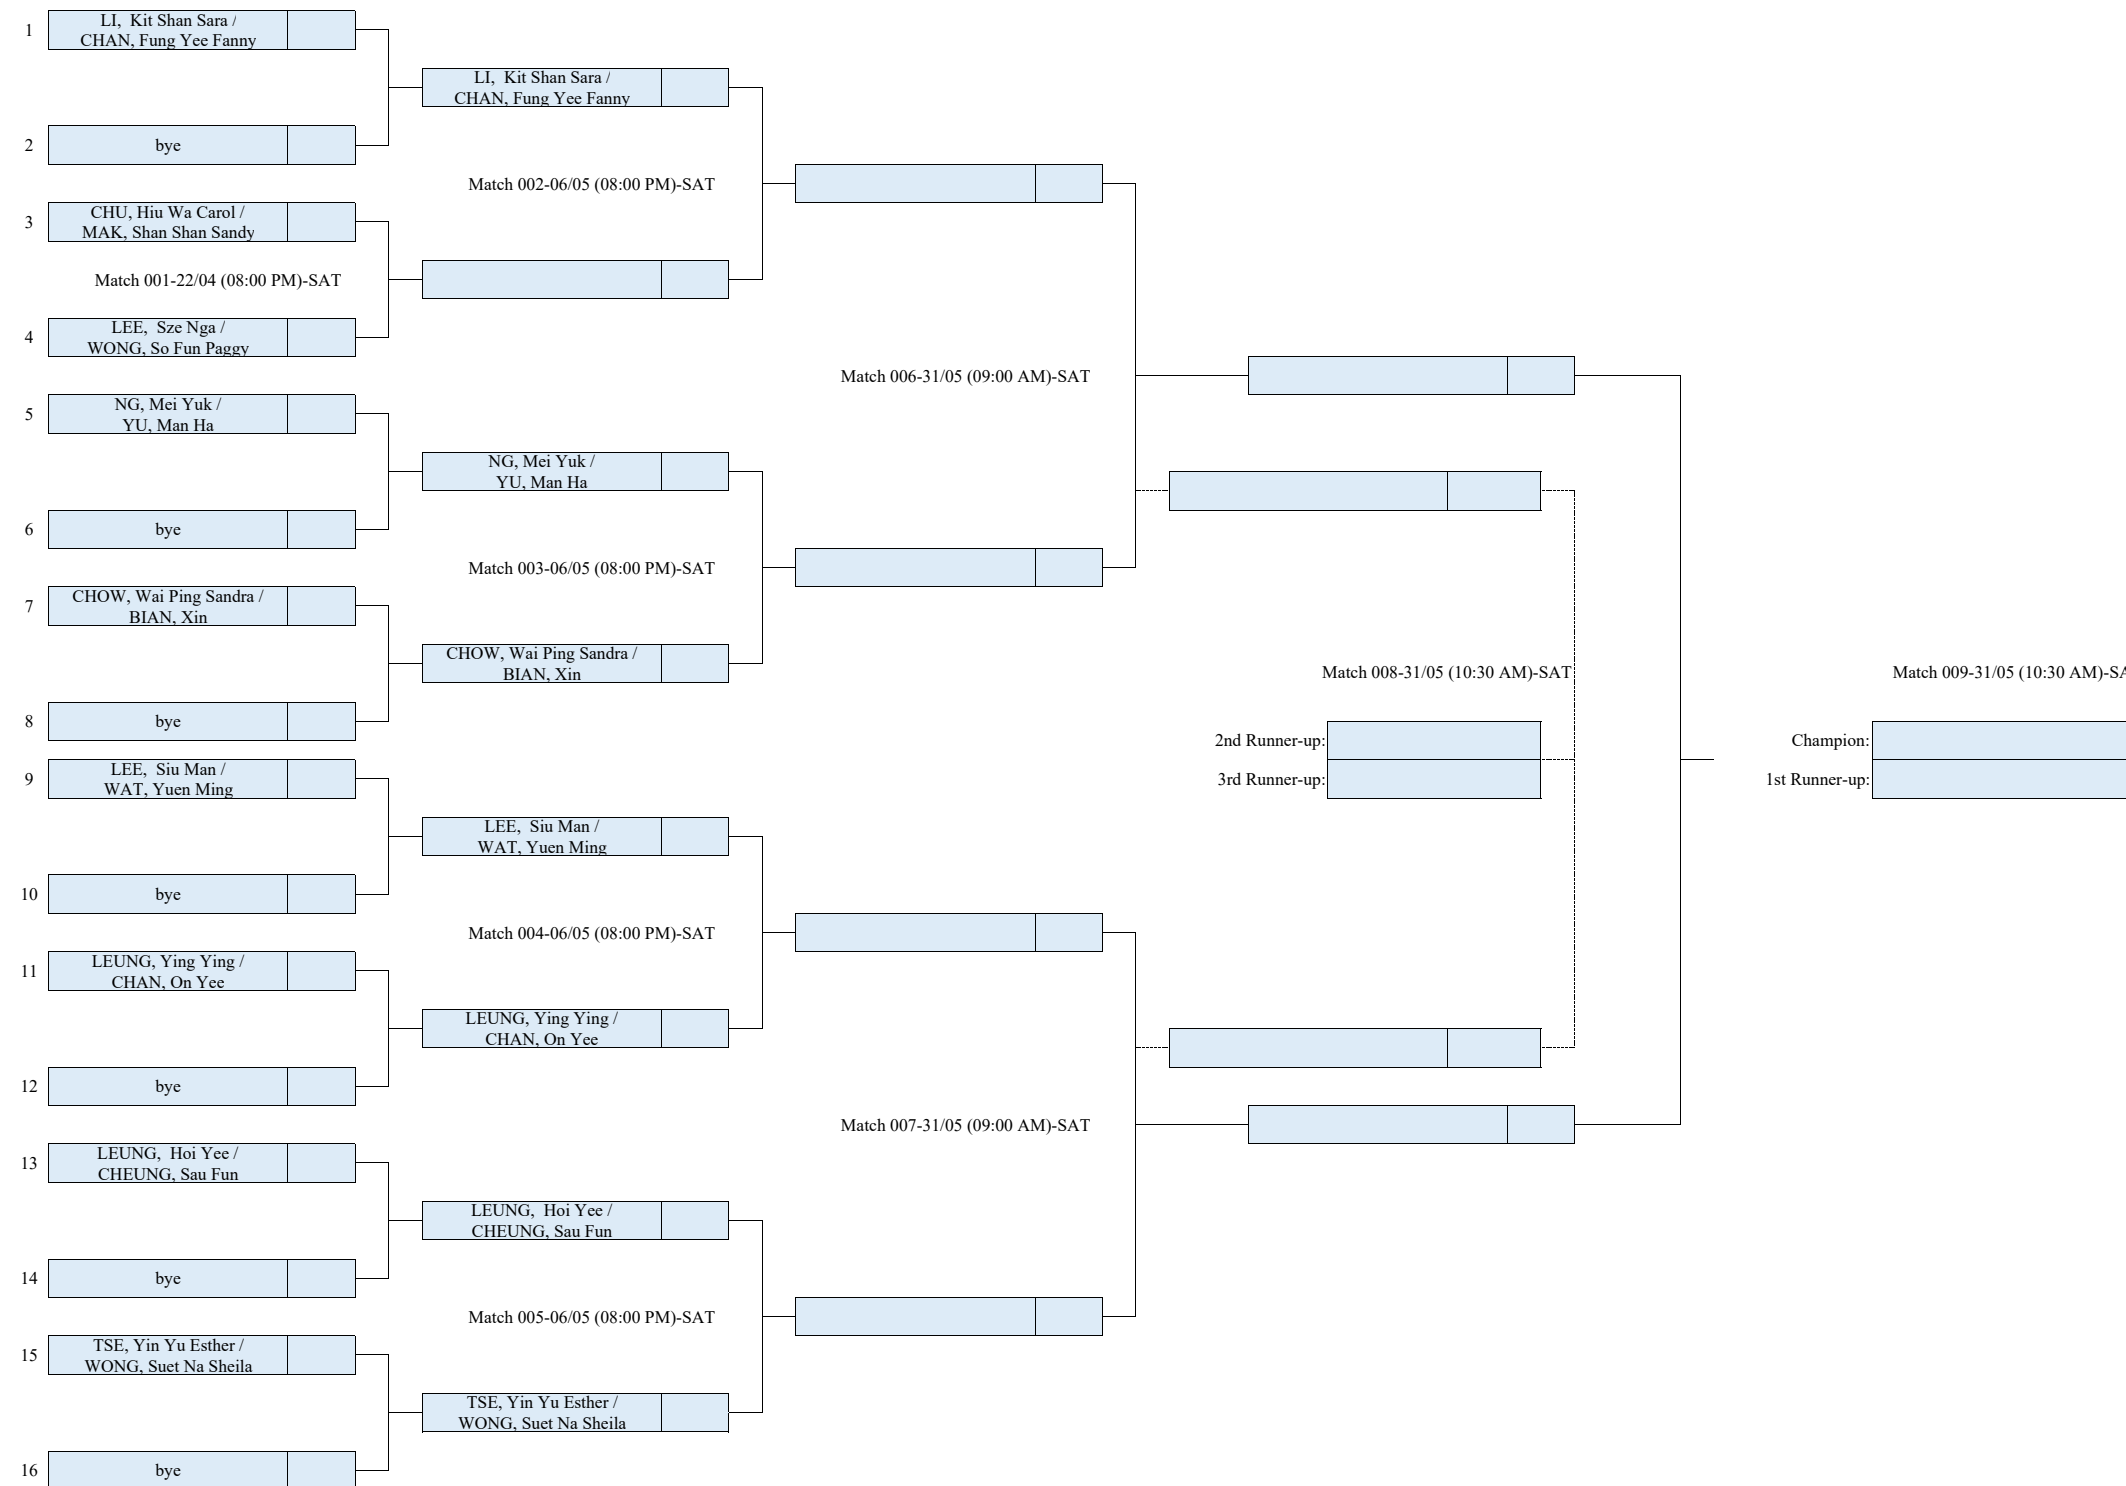 1
LI,  Kit Shan Sara /
CHAN, Fung Yee Fanny
LI,  Kit Shan Sara /
CHAN, Fung Yee Fanny
2
bye
Match 002-06/05 (08:00 PM)-SAT
3
CHU, Hiu Wa Carol /
MAK, Shan Shan Sandy
Match 001-22/04 (08:00 PM)-SAT
4
LEE,  Sze Nga /
WONG, So Fun Paggy
Match 006-31/05 (09:00 AM)-SAT
5
NG, Mei Yuk /
YU, Man Ha
NG, Mei Yuk /
YU, Man Ha
6
bye
Match 003-06/05 (08:00 PM)-SAT
7
CHOW, Wai Ping Sandra /
BIAN, Xin
CHOW, Wai Ping Sandra /
BIAN, Xin
Match 008-31/05 (10:30 AM)-SAT
Match 009-31/05 (10:30 AM)-SA
8
bye
2nd Runner-up:
Champion:
9
LEE,  Siu Man /
WAT, Yuen Ming
3rd Runner-up:
1st Runner-up:
LEE,  Siu Man /
WAT, Yuen Ming
10
bye
Match 004-06/05 (08:00 PM)-SAT
11
LEUNG, Ying Ying /
CHAN, On Yee
LEUNG, Ying Ying /
CHAN, On Yee
12
bye
Match 007-31/05 (09:00 AM)-SAT
13
LEUNG,  Hoi Yee /
CHEUNG, Sau Fun
LEUNG,  Hoi Yee /
CHEUNG, Sau Fun
14
bye
Match 005-06/05 (08:00 PM)-SAT
15
TSE, Yin Yu Esther /
WONG, Suet Na Sheila
TSE, Yin Yu Esther /
WONG, Suet Na Sheila
16
bye